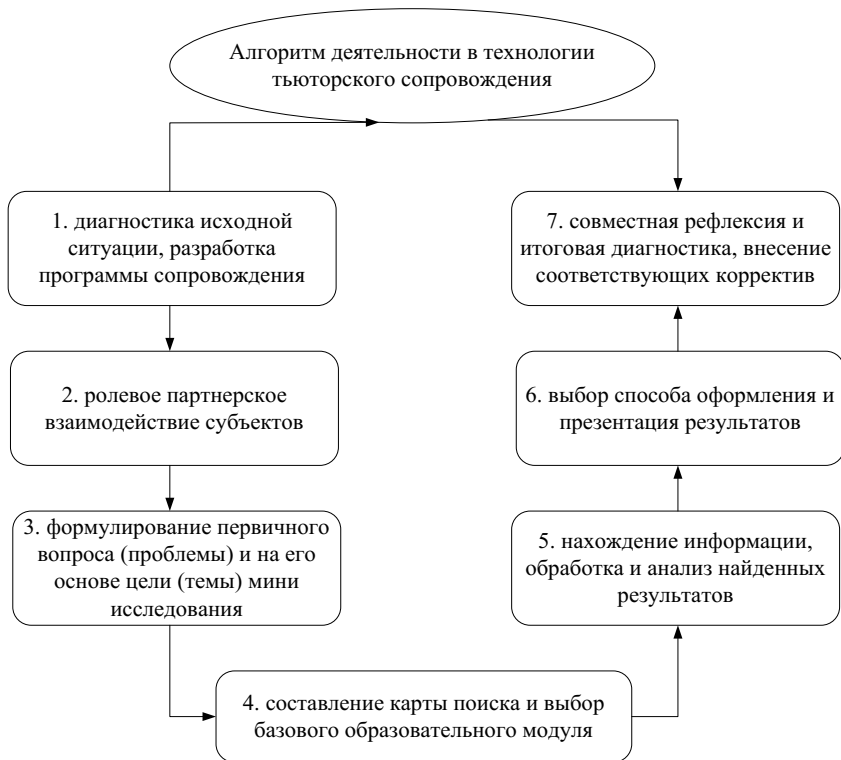 Алгоритм деятельности в технологии
тьюторского сопровождения
1. диагностика исходной
ситуации, разработка
программы сопровождения
2. ролевое партнерское
взаимодействие субъектов
3. формулирование первичного
вопроса (проблемы) и на его
основе цели (темы) мини
исследования
4. составление карты поиска и выбор
базового образовательного модуля
5. нахождение информации,
обработка и анализ найденных
результатов
6. выбор способа оформления и
презентация результатов
7. совместная рефлексия и
итоговая диагностика, внесение
соответствующих корректив